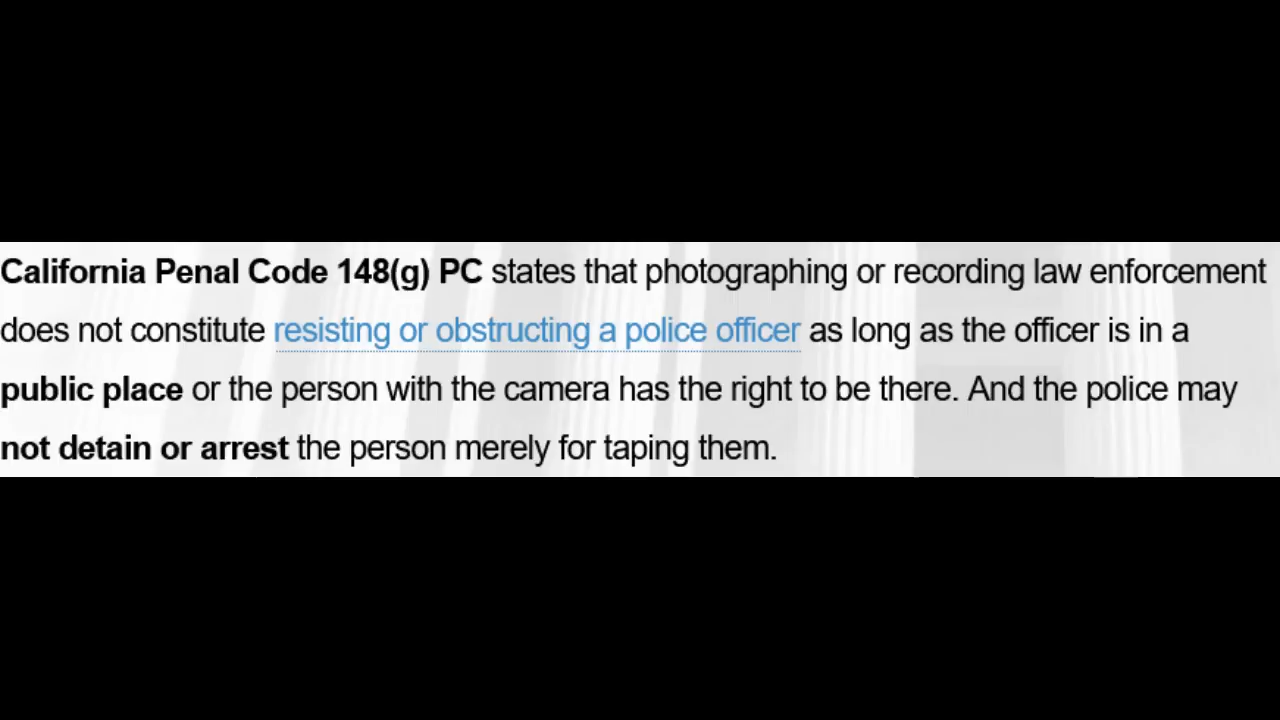 California Penal Code 148(g) PC states that photographing or recording law enforcement
does not constitute resisting or obstructing a police officer as long as the officer is in a
public place or the person with the camera has the right to be there. And the police may
not detain or arrest the person merely for taping them.